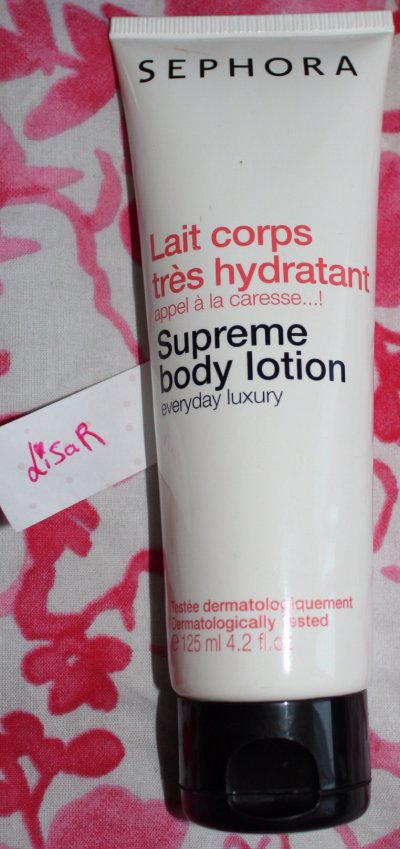 SEPHORA
Lait corps
très hydratant
appel à la caresse...!
Supreme
body lotion
everyday luxury
LisaR
Testée dermatologiquement
Dermatologically Tested
℮ 125 ml 4.2 fl.oz